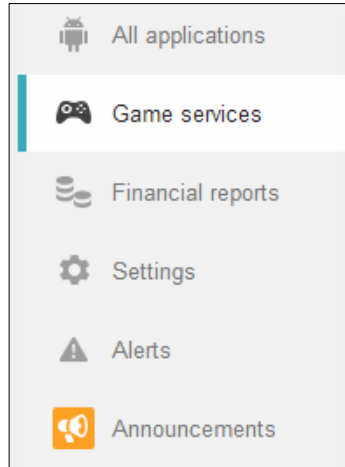 All applications
Game services
Financial reports
Settings
Alerts
Announcements